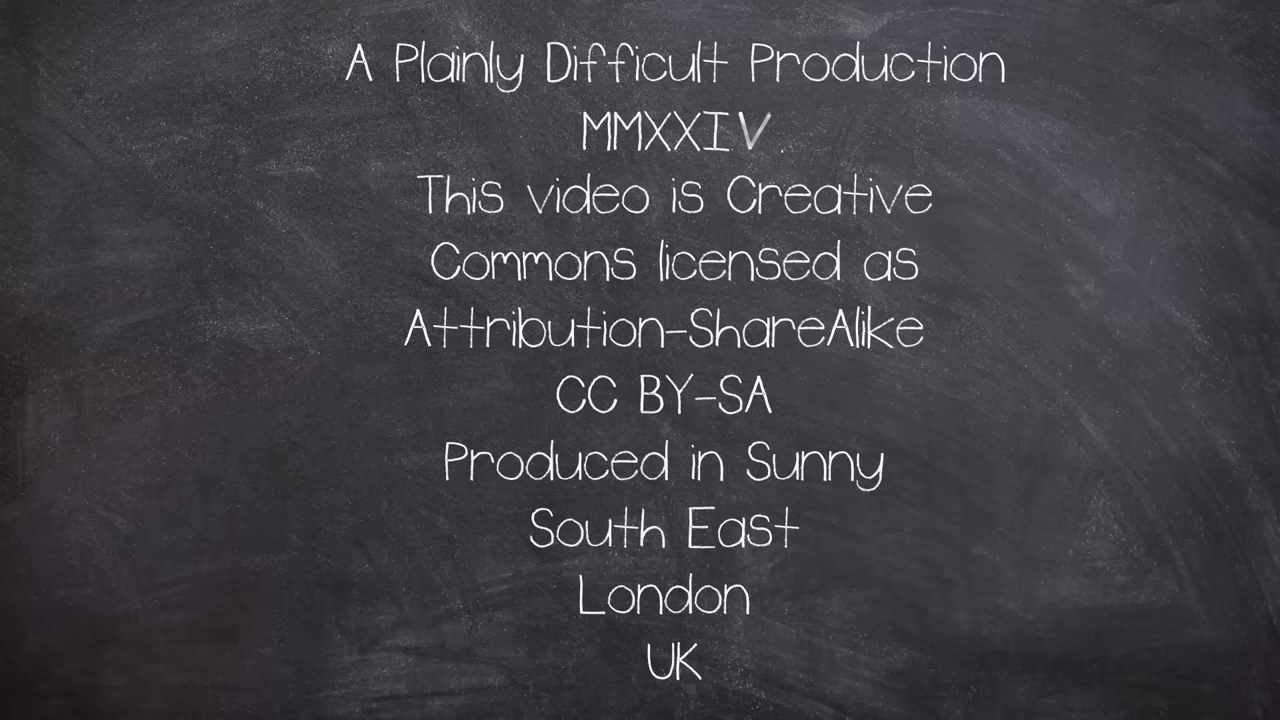 A Plainly Difficult Production
MMXXIV.
This video is Creative
Commons licensed as
Attribution-ShareAlike
CC BY-SA
Produced in Sunny
South East
London
UK